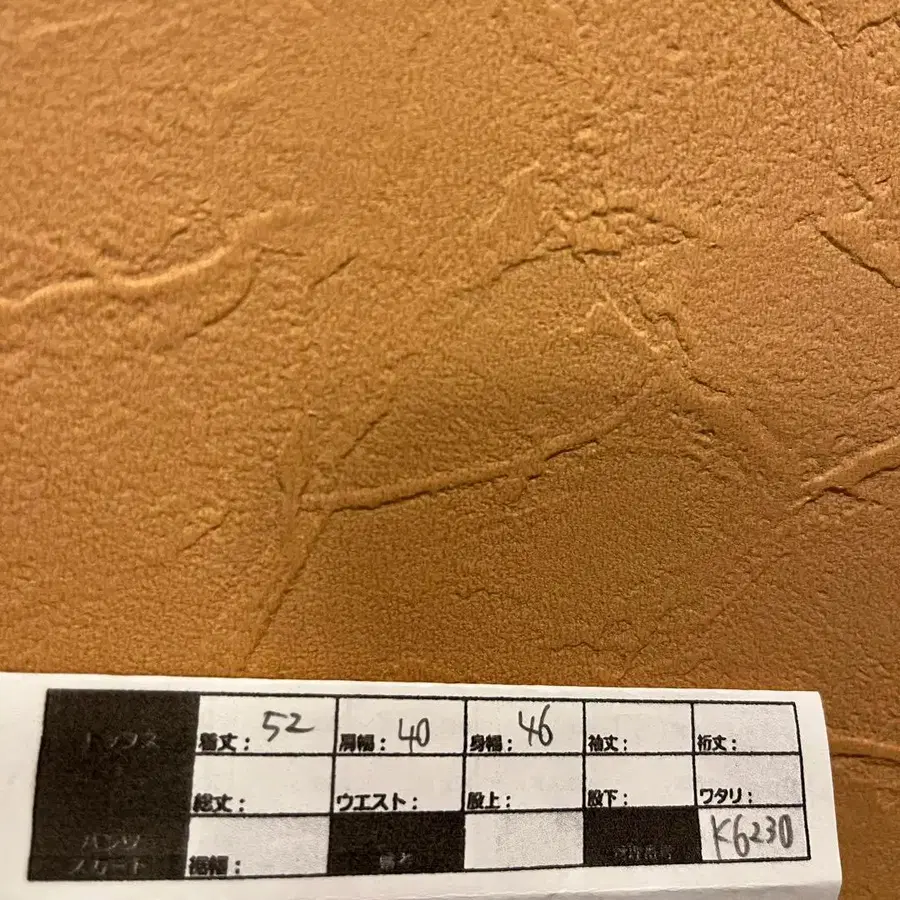 トップス 着丈: 52 肩幅: 40 身幅: 46 袖丈: 裄丈:
総丈: ウエスト: 股上: 股下: ワタリ:
パンツ
スカート 裾幅: 備考 K6230